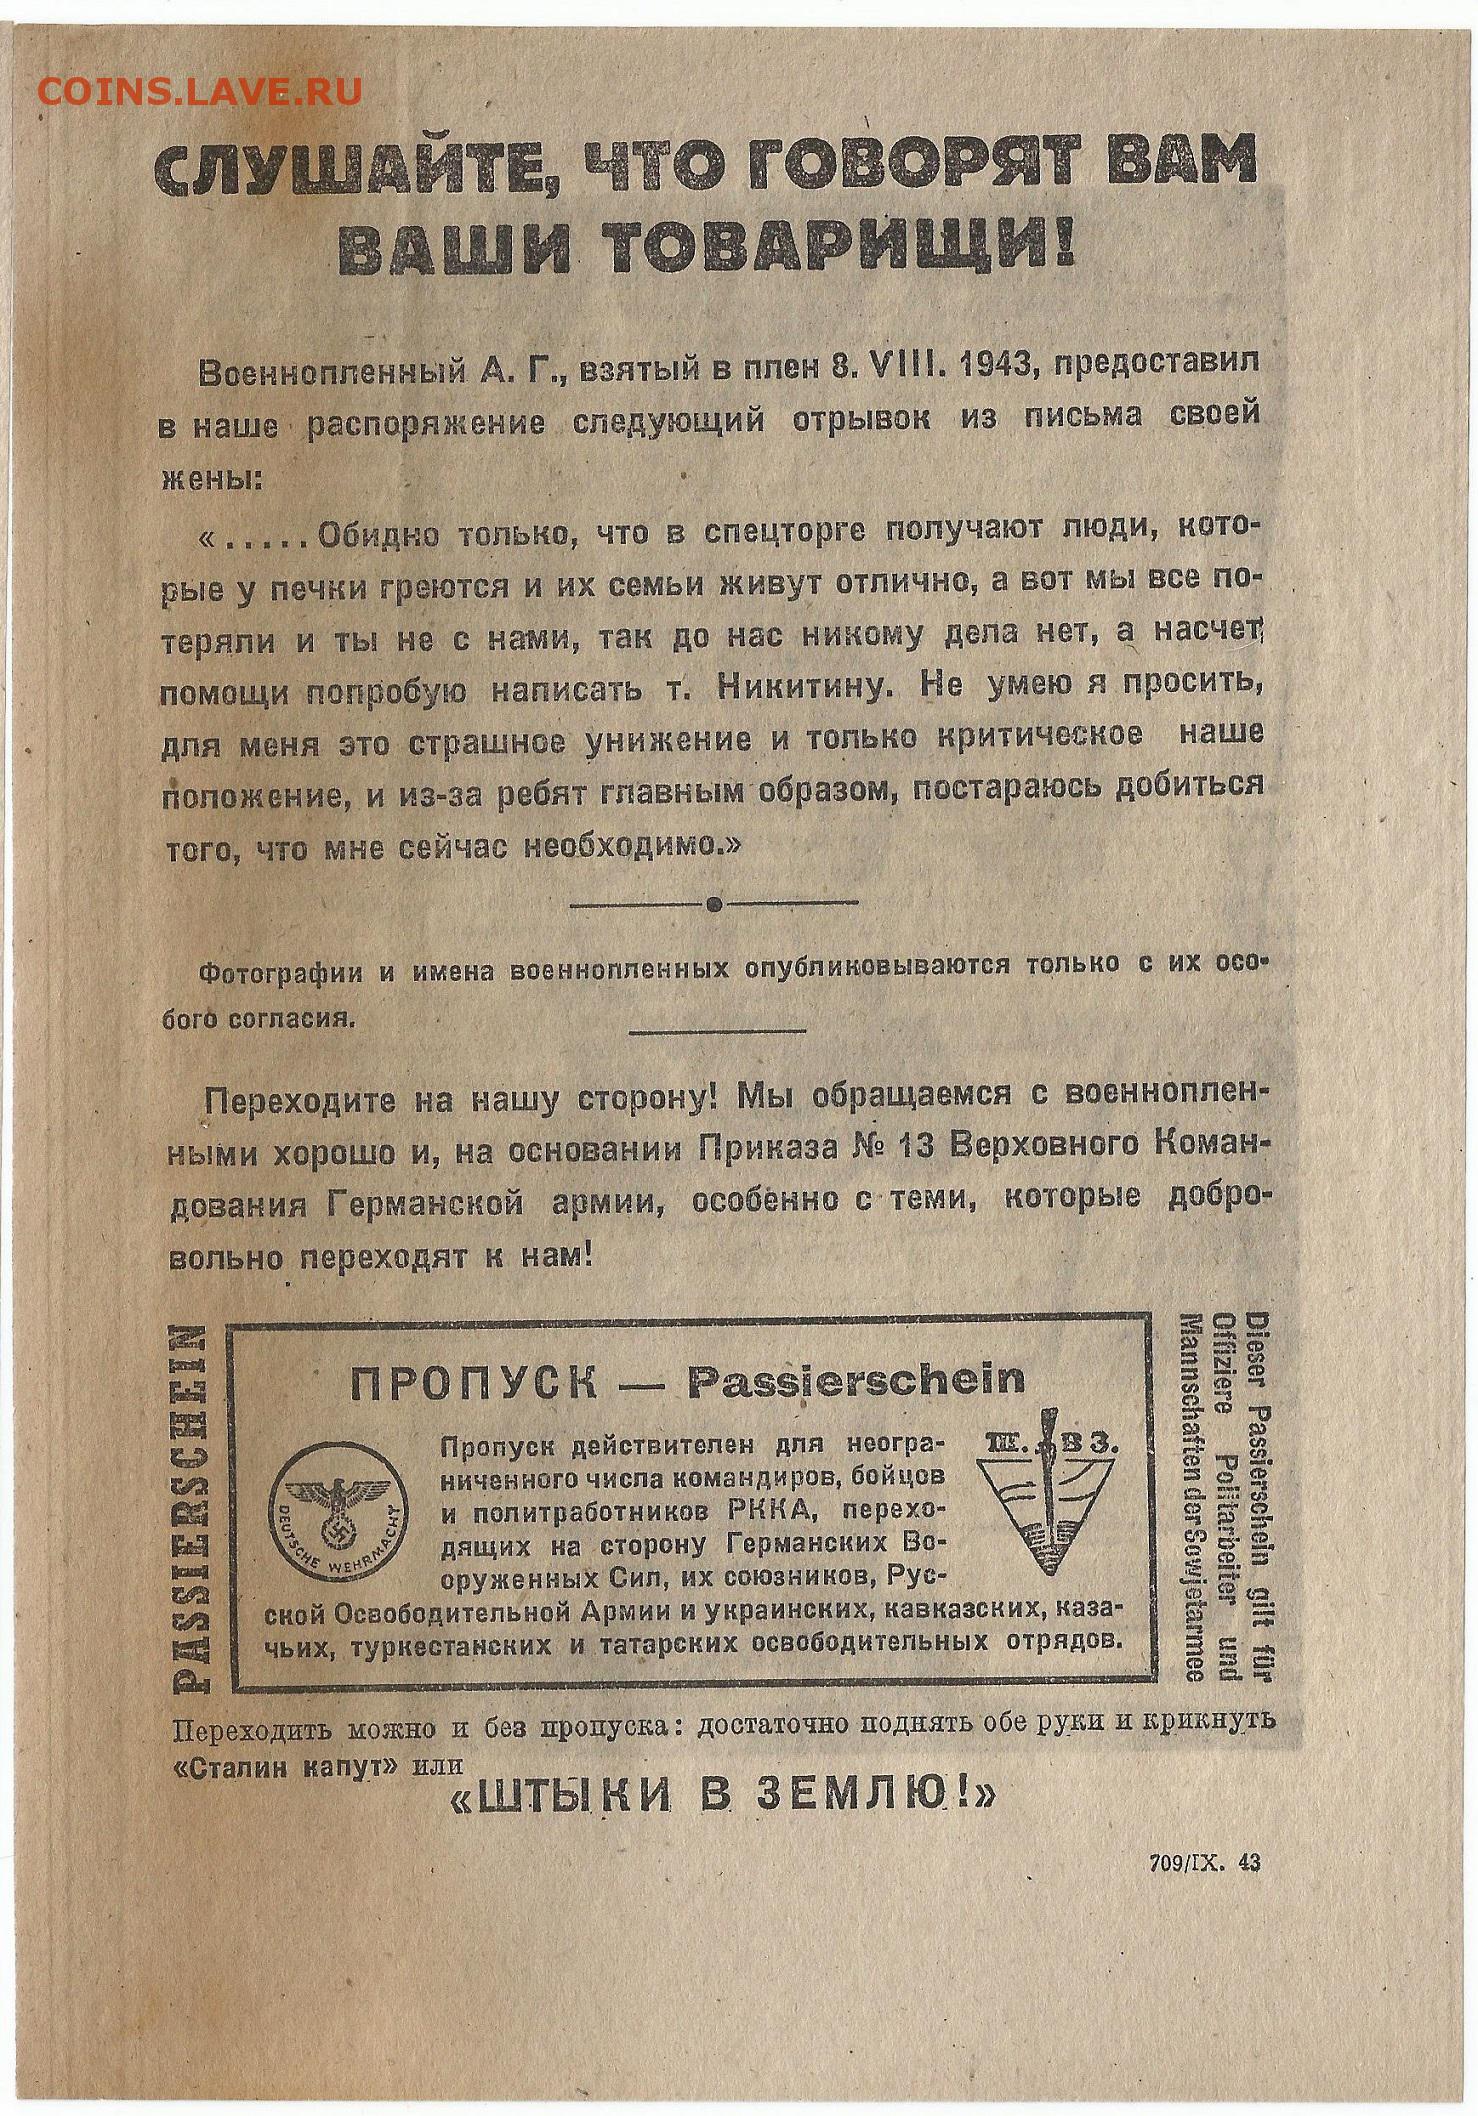 COINS.LAVE.RU
СЛУШАЙТЕ, ЧТО ГОВОРЯТ ВАМ
ВАШИ ТОВАРИЩИ!
Военнопленный А. Г., взятый в плен 8. VIII. 1943, предоставил
в наше распоряжение следующий отрывок из письма своей
жены:
«.....Обидно только, что в спецторге получают люди, кото-
рые у печки греются и их семьи живут отлично, а вот мы все по-
теряли и ты не с нами, так до нас никому дела нет, а насчет
помощи попробую написать т. Никитину. Не умею я просить,
для меня это страшное унижение и только критическое наше
положение, и из-за ребят главным образом, постараюсь добиться
того, что мне сейчас необходимо.»
Фотографии и имена военнопленных опубликовываются только с их осо-
бого согласия.
Переходите на нашу сторону! Мы обращаемся с военноплен-
ными хорошо и, на основании Приказа № 13 Верховного Коман-
дования Германской армии, особенно с теми, которые добро-
вольно переходят к нам!
PASSIERSCHEIN
ПРОПУСК — Passierschein
DEUTSCHE WEHRMACHT
Пропуск действителен для неогра-
ниченного числа командиров, бойцов
и политработников РККА, перехо-
дящих на сторону Германских Во-
оруженных Сил, их союзников, Рус-
ской Освободительной Армии и украинских, кавказских, каза-
чьих, туркестанских и татарских освободительных отрядов.
Ш. В З.
Dieser Passierschein gilt für
Offiziere Politarbeiter und
Mannschaften der Sowjetarmee
Переходить можно и без пропуска: достаточно поднять обе руки и крикнуть
«Сталин капут» или
«ШТЫКИ В ЗЕМЛЮ!»
709/IX. 43